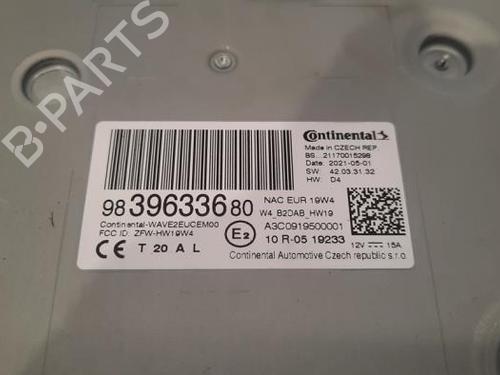 B-PARTS
Continental
Made in CZECH REP.
BS...21170015298
Date: 2021-05-01
SW: 42.03.31.32
HW: D4
98 396336 80
NAC EUR 19W4
W4_B2DAB_HW19
Continental-WAVE2EUCEM00
FCC ID: ZFW-HW19W4
A3C0919500001
CE T 20 A L
E2
10 R-05 19233
12V 15A
Continental Automotive Czech republic s.r.o.